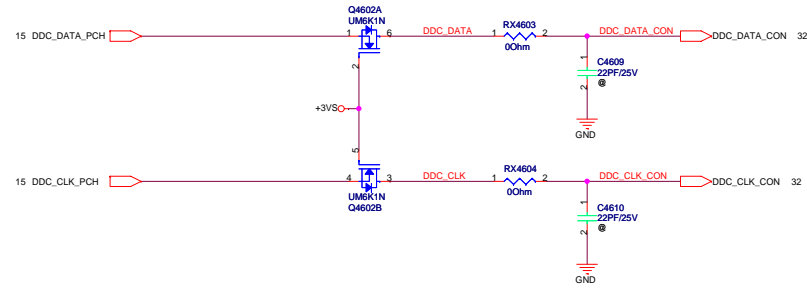 Q4602A
UM6K1N
15 DDC_DATA_PCH
1
6
DDC_DATA
1
RX4603
2
0Ohm
DDC_DATA_CON
DDC_DATA_CON 32
2
1
C4609
22PF/25V
@
2
GND
+3VS
5
15 DDC_CLK_PCH
4
3
UM6K1N
Q4602B
DDC_CLK
1
RX4604
2
0Ohm
DDC_CLK_CON
DDC_CLK_CON 32
1
C4610
22PF/25V
@
2
GND